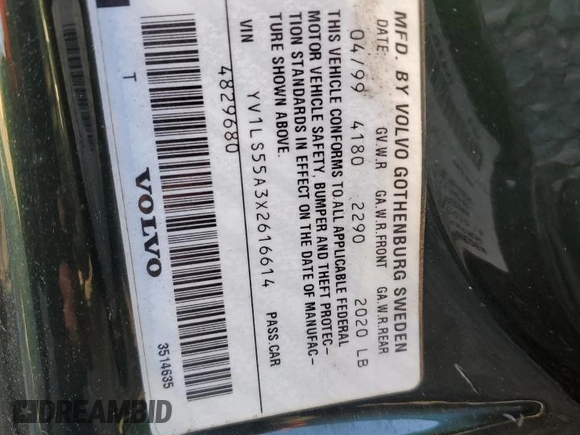 MFD. BY VOLVO GOTHENBURG SWEDEN
DATE: GV.W.R GA.W.R.FRONT GA.W.R.REAR
04/99 4180 2290 2020 LB
THIS VEHICLE CONFORMS TO ALL APPLICABLE FEDERAL
MOTOR VEHICLE SAFETY, BUMPER AND THEFT PROTEC-
TION STANDARDS IN EFFECT ON THE DATE OF MANUFAC-
TURE SHOWN ABOVE.
VIN YV1LS55A3X2616614 PASS.CAR
4829680
T VOLVO 3514635
DREAMBID